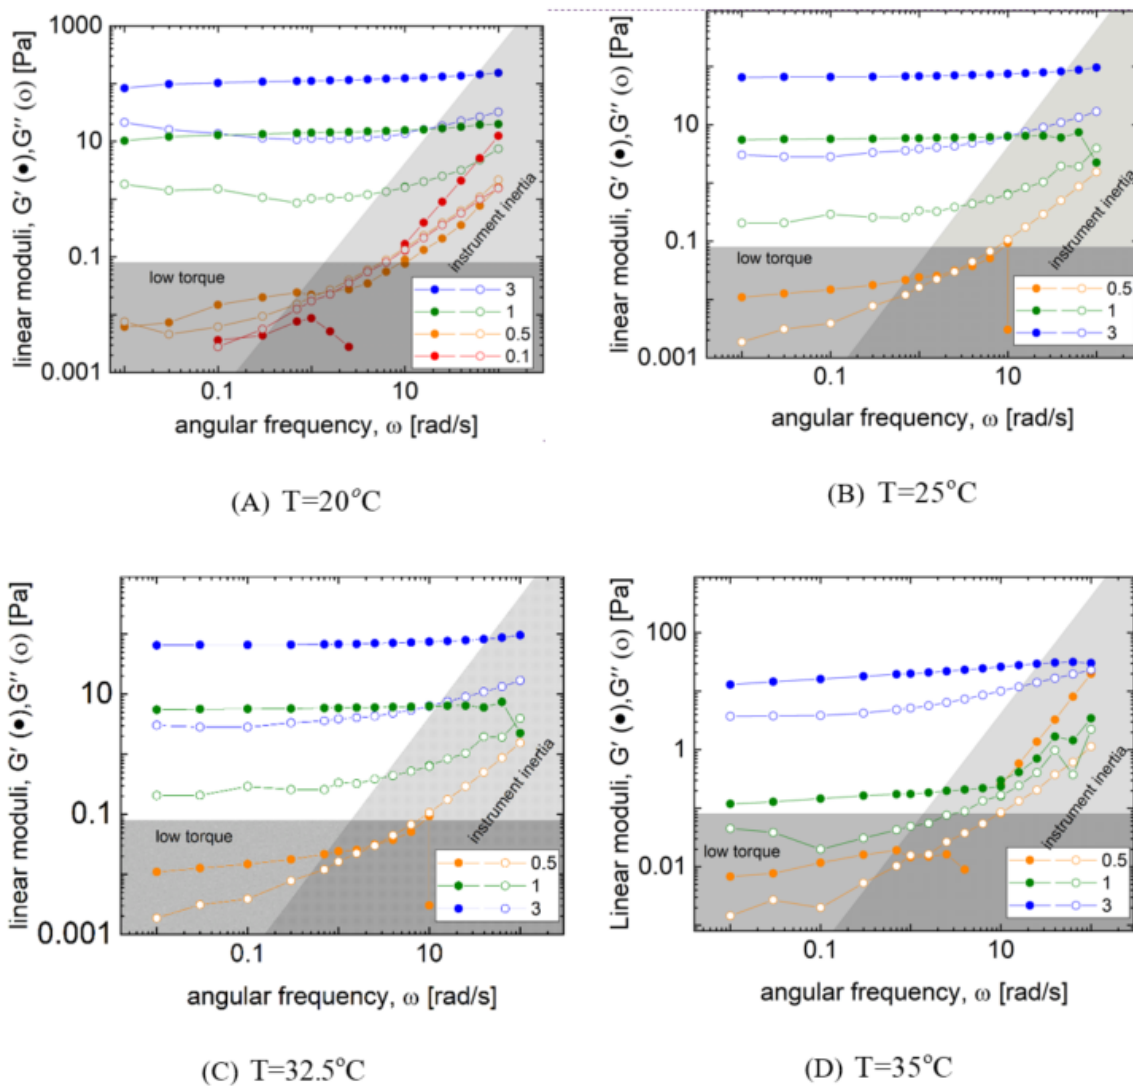 1000
10
0.1
0.001
linear moduli, G′ (●),G″ (o) [Pa]
low torque
instrument inertia
3
1
0.5
0.1
0.1
10
angular frequency, ω [rad/s]
(A) T=20°C
10
0.1
0.001
linear moduli, G′ (●),G″ (o) [Pa]
low torque
instrument inertia
0.5
1
3
0.1
10
angular frequency, ω [rad/s]
(B) T=25°C
10
0.1
0.001
linear moduli, G′ (●),G″ (o) [Pa]
low torque
instrument inertia
0.5
1
3
0.1
10
angular frequency, ω [rad/s]
(C) T=32.5°C
100
1
0.01
Linear moduli, G′ (●),G″ (o) [Pa]
low torque
instrument inertia
0.5
1
3
0.1
10
angular frequency, ω [rad/s]
(D) T=35°C